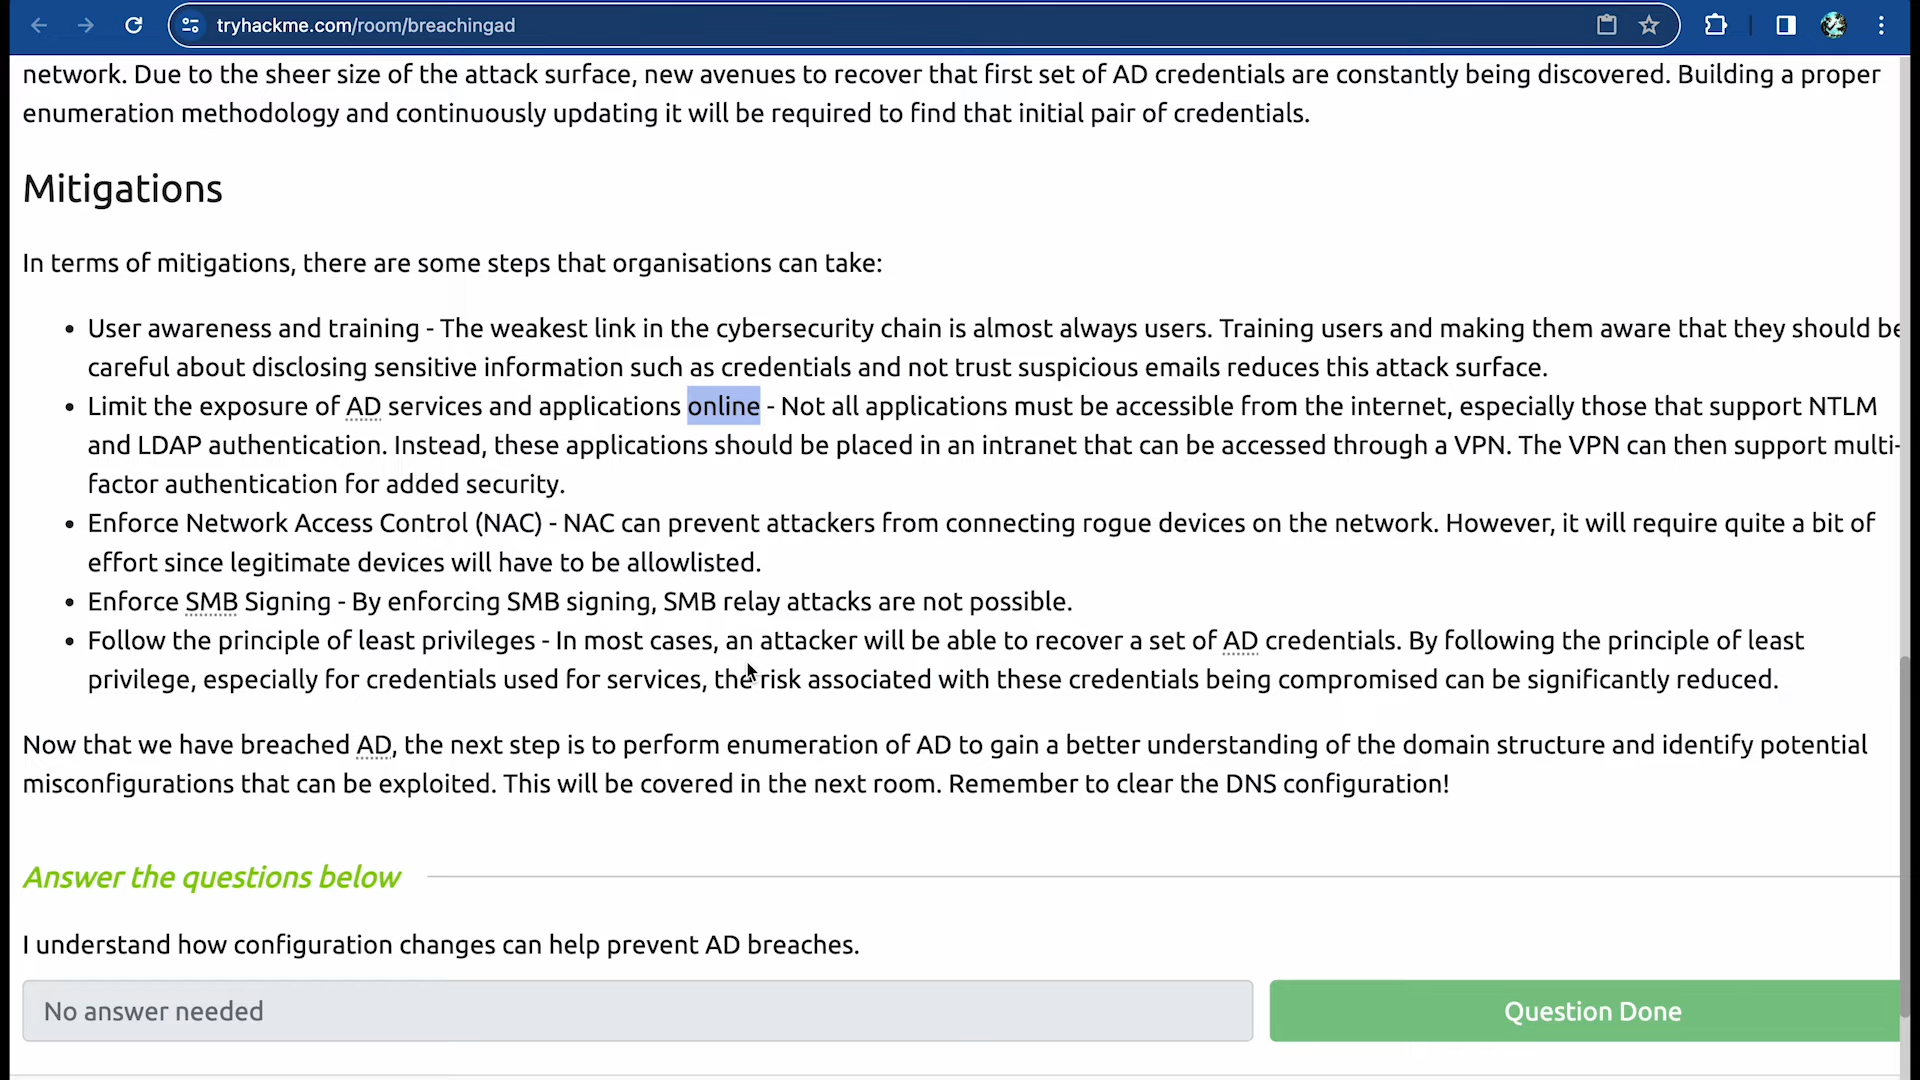 tryhackme.com/room/breachingad
network. Due to the sheer size of the attack surface, new avenues to recover that first set of AD credentials are constantly being discovered. Building a proper
enumeration methodology and continuously updating it will be required to find that initial pair of credentials.
Mitigations
In terms of mitigations, there are some steps that organisations can take:
• User awareness and training - The weakest link in the cybersecurity chain is almost always users. Training users and making them aware that they should be
careful about disclosing sensitive information such as credentials and not trust suspicious emails reduces this attack surface.
• Limit the exposure of AD services and applications online - Not all applications must be accessible from the internet, especially those that support NTLM
and LDAP authentication. Instead, these applications should be placed in an intranet that can be accessed through a VPN. The VPN can then support multi-
factor authentication for added security.
• Enforce Network Access Control (NAC) - NAC can prevent attackers from connecting rogue devices on the network. However, it will require quite a bit of
effort since legitimate devices will have to be allowlisted.
• Enforce SMB Signing - By enforcing SMB signing, SMB relay attacks are not possible.
• Follow the principle of least privileges - In most cases, an attacker will be able to recover a set of AD credentials. By following the principle of least
privilege, especially for credentials used for services, the risk associated with these credentials being compromised can be significantly reduced.
Now that we have breached AD, the next step is to perform enumeration of AD to gain a better understanding of the domain structure and identify potential
misconfigurations that can be exploited. This will be covered in the next room. Remember to clear the DNS configuration!
Answer the questions below
I understand how configuration changes can help prevent AD breaches.
No answer needed
Question Done